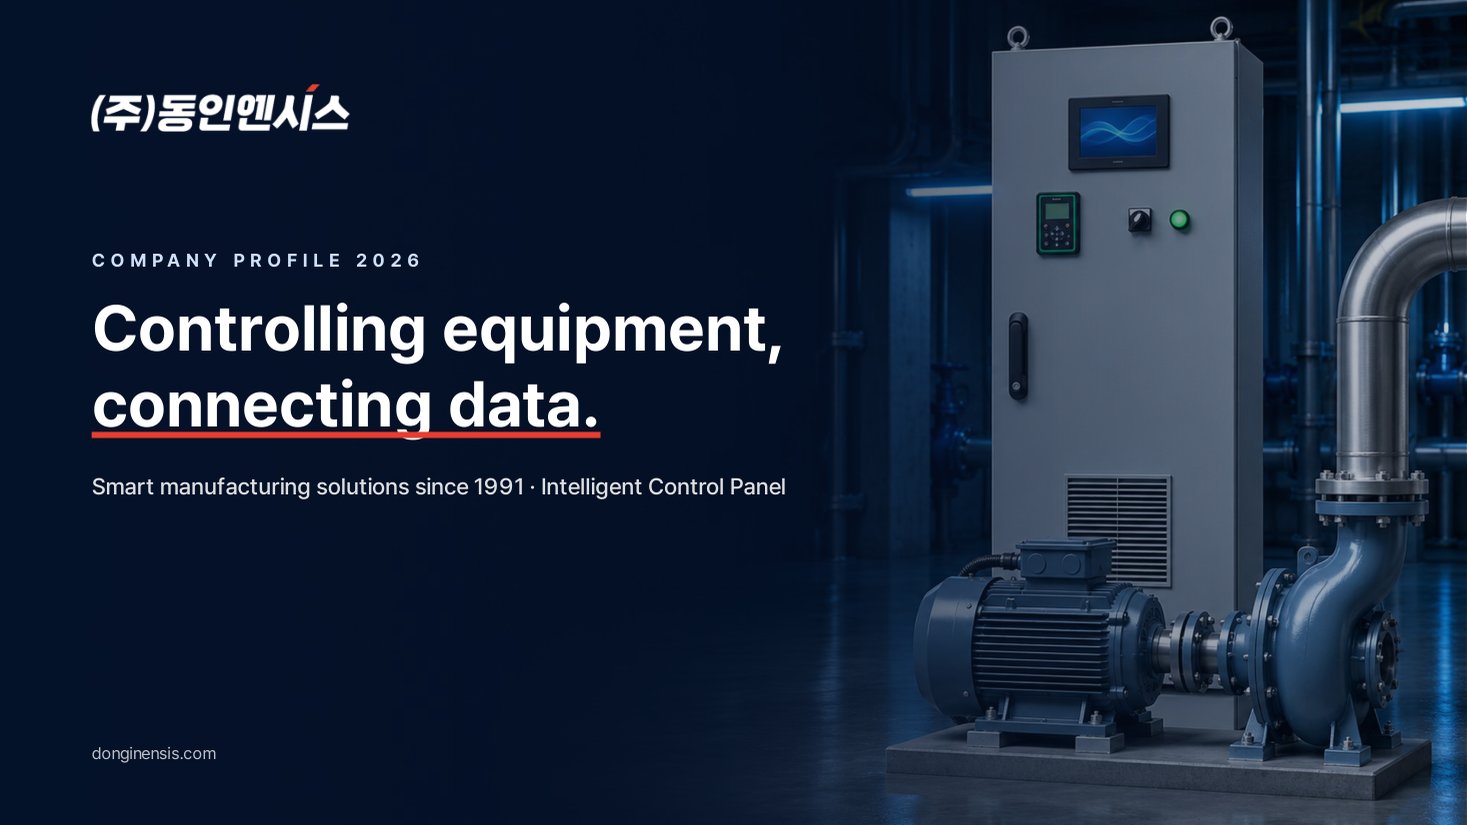 (주)동인엔시스
COMPANY PROFILE 2026
Controlling equipment,
connecting data.
Smart manufacturing solutions since 1991 · Intelligent Control Panel
donginensis.com